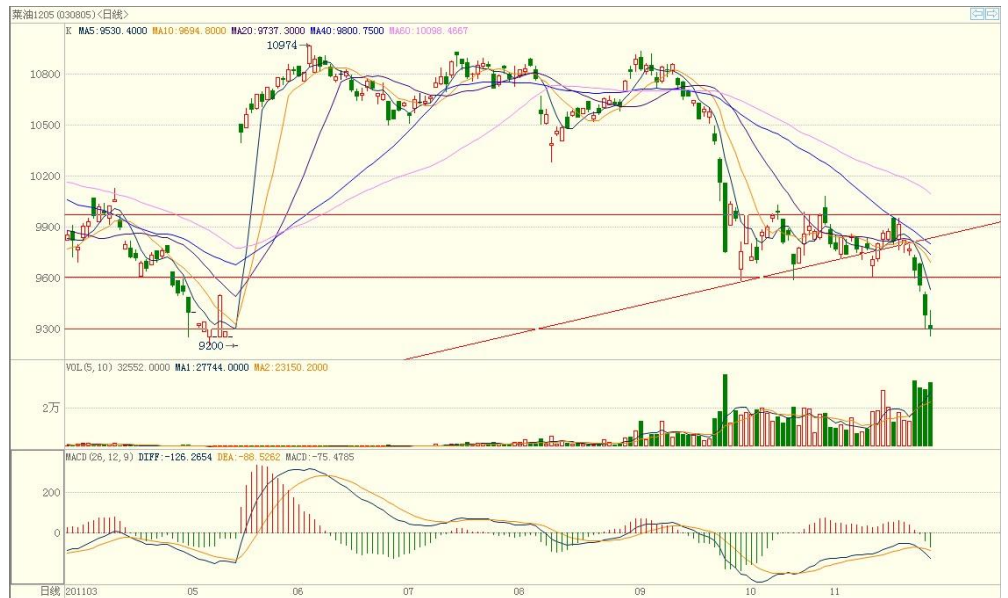 菜油1205(030805)<日线>
K MA5:9530.4000 MA10:9694.8000 MA20:9737.3000 MA40:9800.7500 MA60:10098.4667
10974
10800
10500
10200
9900
9600
9300
9200
VOL(5,10) 32552.0000 MA1:27744.0000 MA2:23150.2000
2万
MACD(26,12,9) DIFF:-126.2654 DEA:-88.5262 MACD:-75.4785
200
0
日线 201103 05 06 07 08 09 10 11